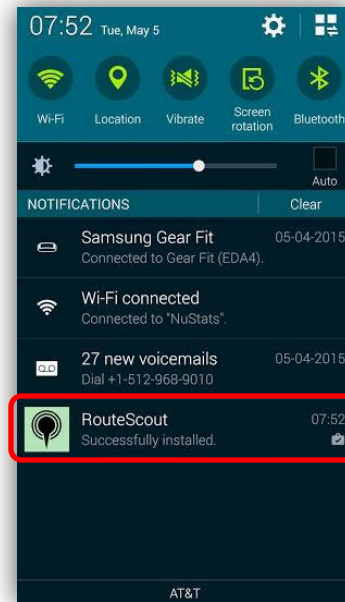 07:52 Tue, May 5
Wi-Fi Location Vibrate Screen rotation Bluetooth
Auto
NOTIFICATIONS Clear
Samsung Gear Fit 05-04-2015
Connected to Gear Fit (EDA4).
Wi-Fi connected
Connected to "NuStats".
27 new voicemails 05-04-2015
Dial +1-512-968-9010
RouteScout 07:52
Successfully installed.
AT&T